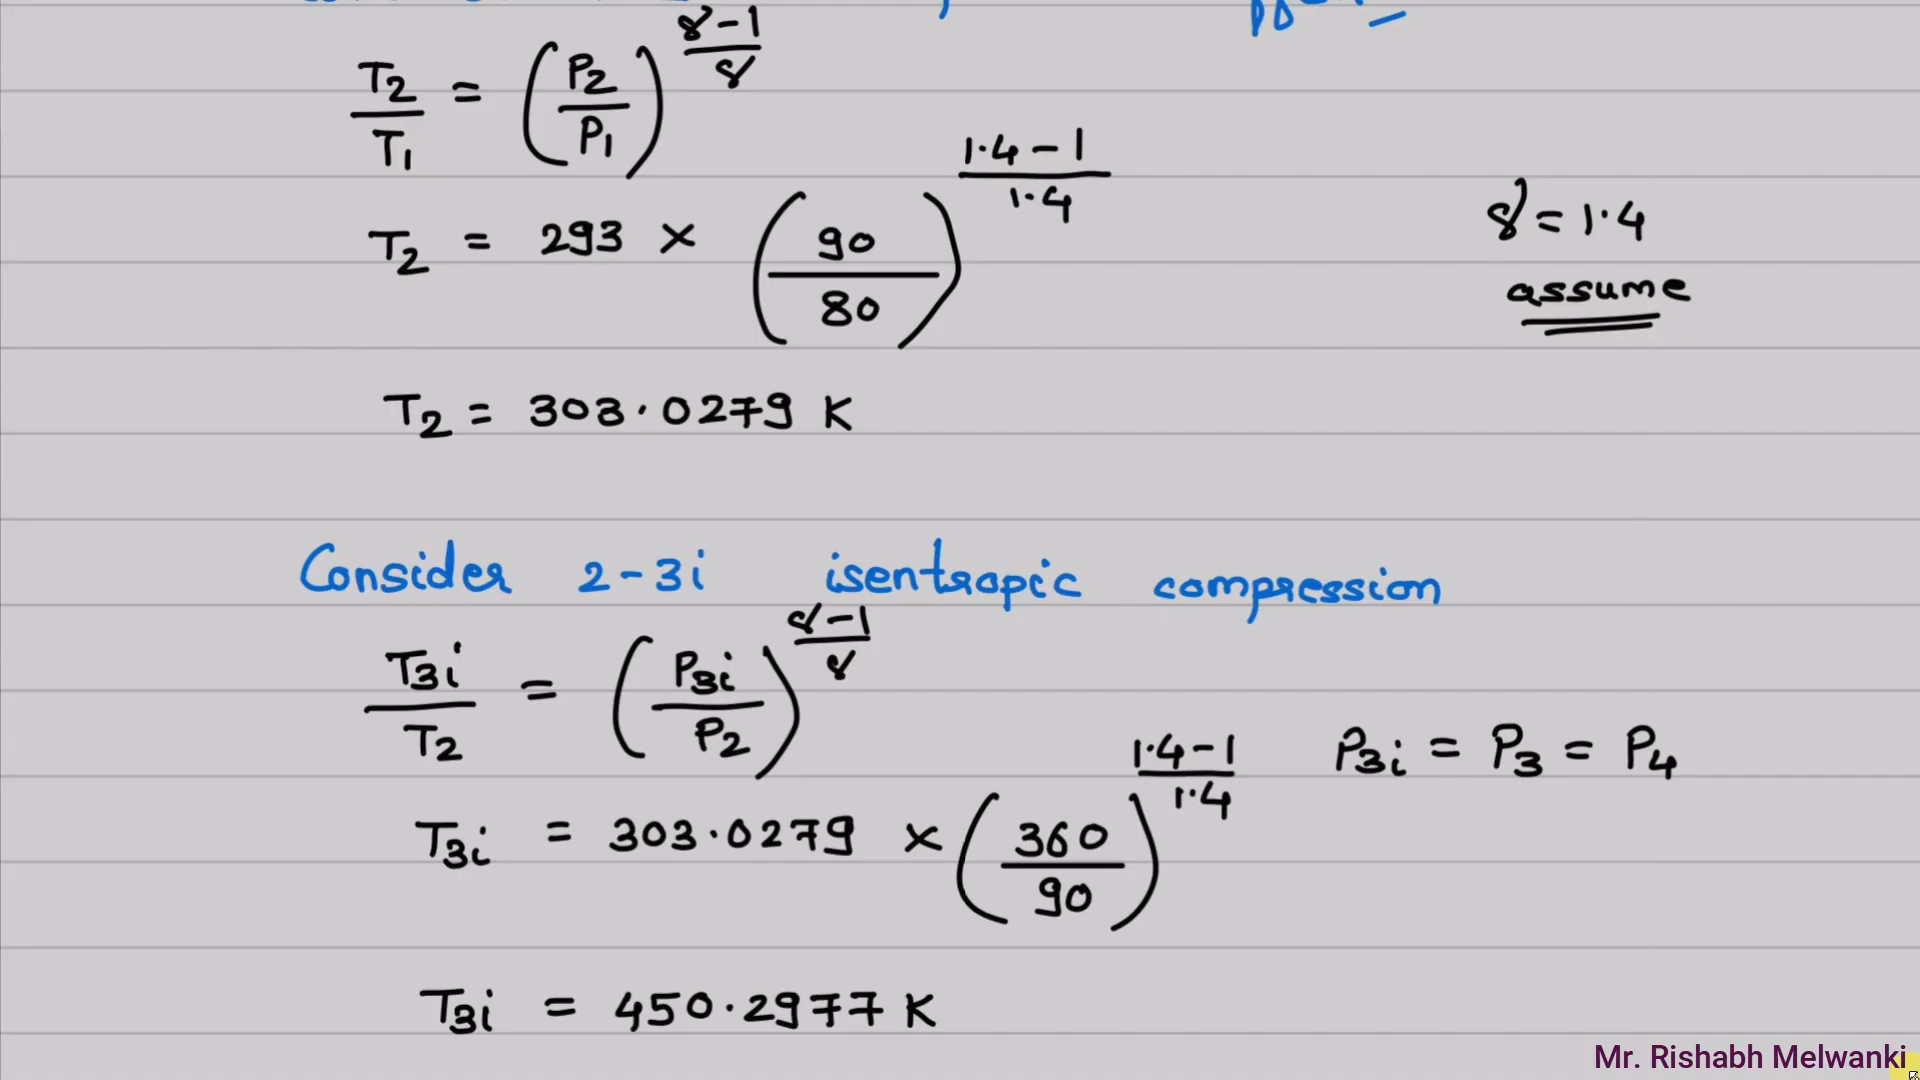 T2/T1 = (P2/P1)^(γ-1)/γ
T2 = 293 × (90/80)^(1.4-1)/1.4
γ = 1.4
assume
T2 = 303.0279 K
Consider 2-3i isentropic compression
T3i/T2 = (P3i/P2)^(γ-1)/γ
P3i = P3 = P4
T3i = 303.0279 × (360/90)^(1.4-1)/1.4
T3i = 450.2977 K
Mr. Rishabh Melwanki